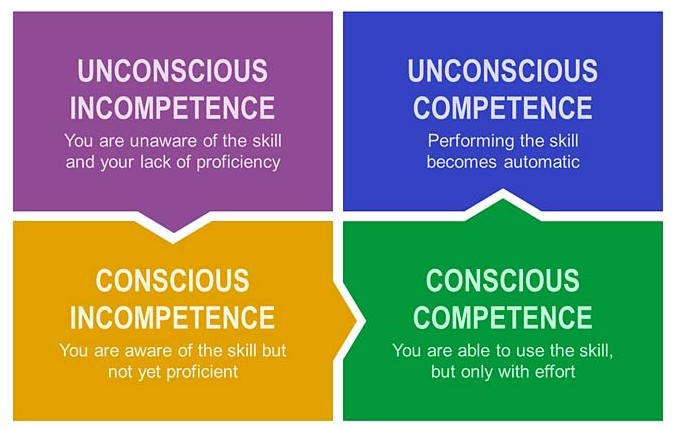 UNCONSCIOUS
INCOMPETENCE
You are unaware of the skill
and your lack of proficiency
UNCONSCIOUS
COMPETENCE
Performing the skill
becomes automatic
CONSCIOUS
INCOMPETENCE
You are aware of the skill but
not yet proficient
CONSCIOUS
COMPETENCE
You are able to use the skill,
but only with effort